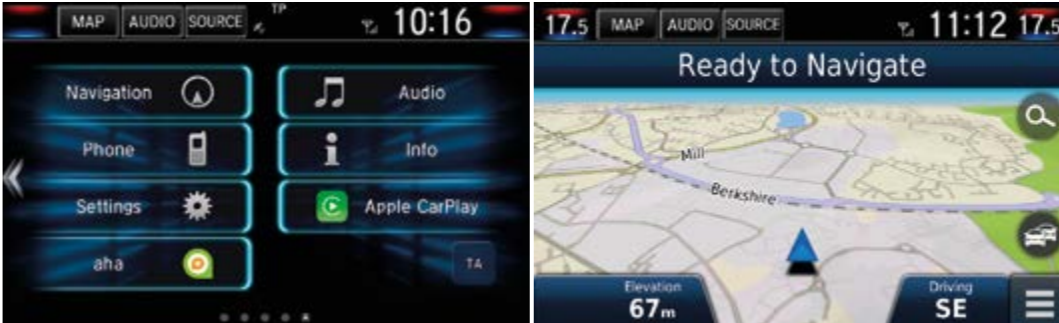 MAP AUDIO SOURCE TP 10:16
Navigation Audio
Phone Info
Settings Apple CarPlay
aha TA
17.5 MAP AUDIO SOURCE 11:12 17.5
Ready to Navigate
Mill
Berkshire
Elevation Driving
67m SE